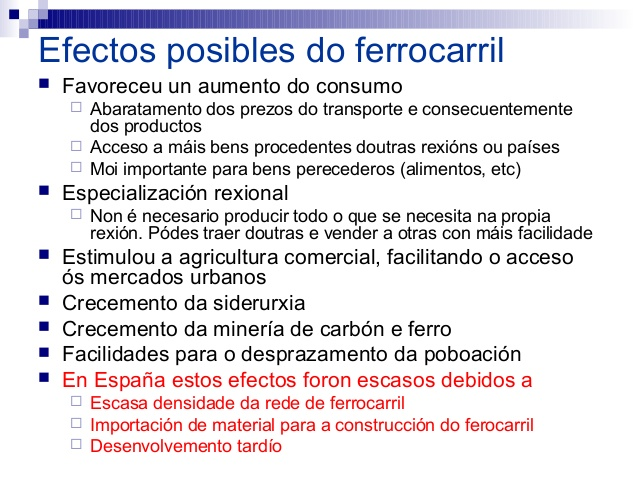 Efectos posibles do ferrocarril
Favoreceu un aumento do consumo
Abaratamento dos prezos do transporte e consecuentemente
dos productos
Acceso a máis bens procedentes doutras rexións ou países
Moi importante para bens perecederos (alimentos, etc)
Especialización rexional
Non é necesario producir todo o que se necesita na propia
rexión. Pódes traer doutras e vender a otras con máis facilidade
Estimulou a agricultura comercial, facilitando o acceso
ós mercados urbanos
Crecemento da siderurxia
Crecemento da minería de carbón e ferro
Facilidades para o desprazamento da poboación
En España estos efectos foron escasos debidos a
Escasa densidade da rede de ferrocarril
Importación de material para a construcción do ferocarril
Desenvolvemento tardío